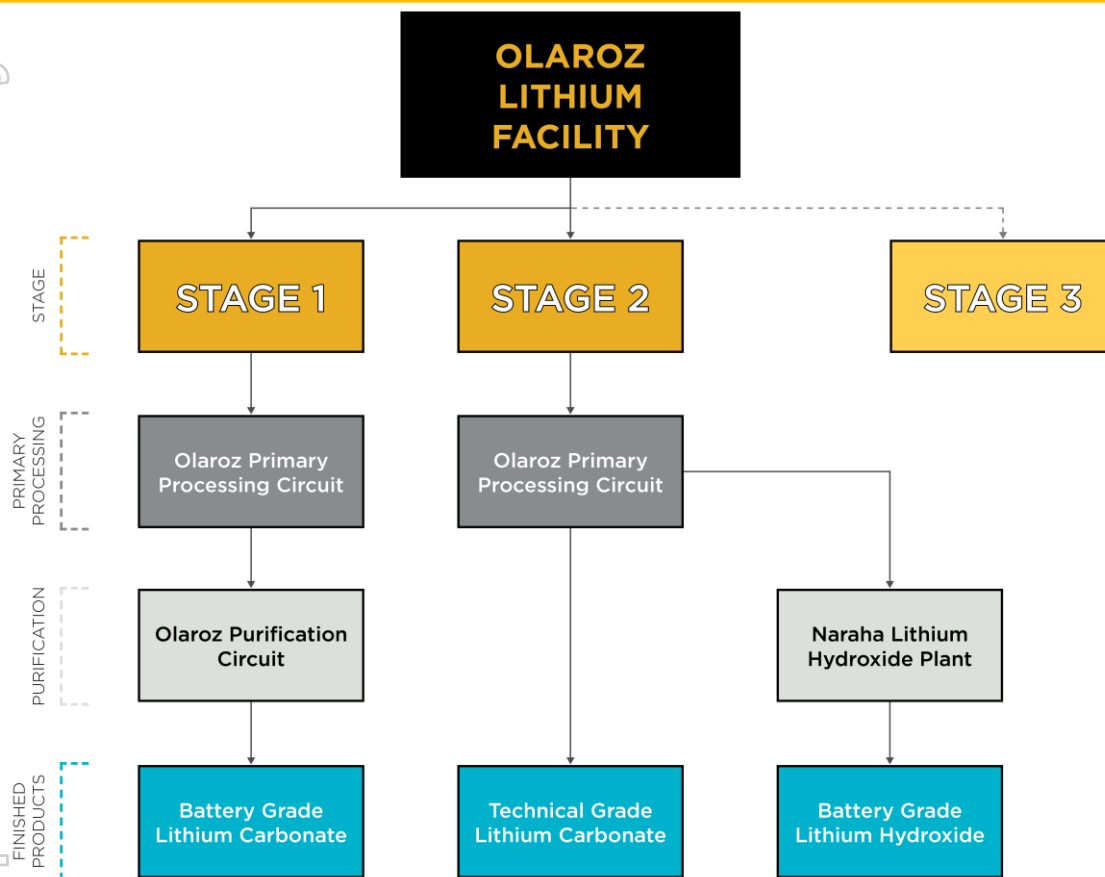 OLAROZ
LITHIUM
FACILITY
STAGE
STAGE 1
STAGE 2
STAGE 3
PRIMARY
PROCESSING
Olaroz Primary
Processing Circuit
Olaroz Primary
Processing Circuit
PURIFICATION
Olaroz Purification
Circuit
Naraha Lithium
Hydroxide Plant
FINISHED
PRODUCTS
Battery Grade
Lithium Carbonate
Technical Grade
Lithium Carbonate
Battery Grade
Lithium Hydroxide